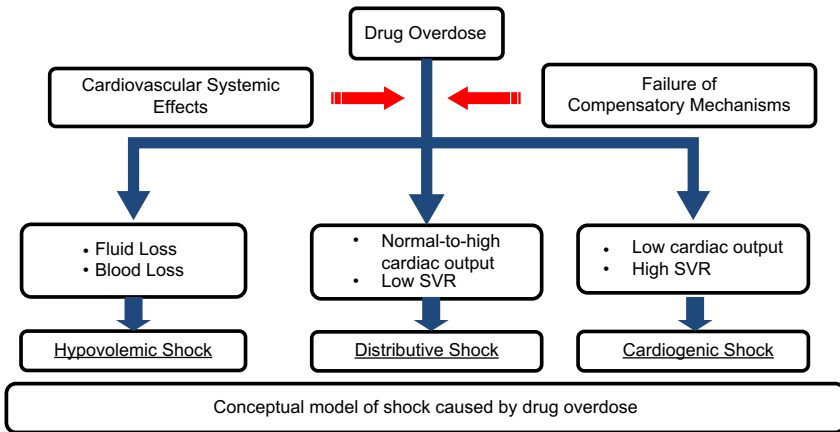 Drug Overdose
Cardiovascular Systemic
Effects
Failure of
Compensatory Mechanisms
• Fluid Loss
• Blood Loss
• Normal-to-high
cardiac output
• Low SVR
• Low cardiac output
• High SVR
Hypovolemic Shock
Distributive Shock
Cardiogenic Shock
Conceptual model of shock caused by drug overdose